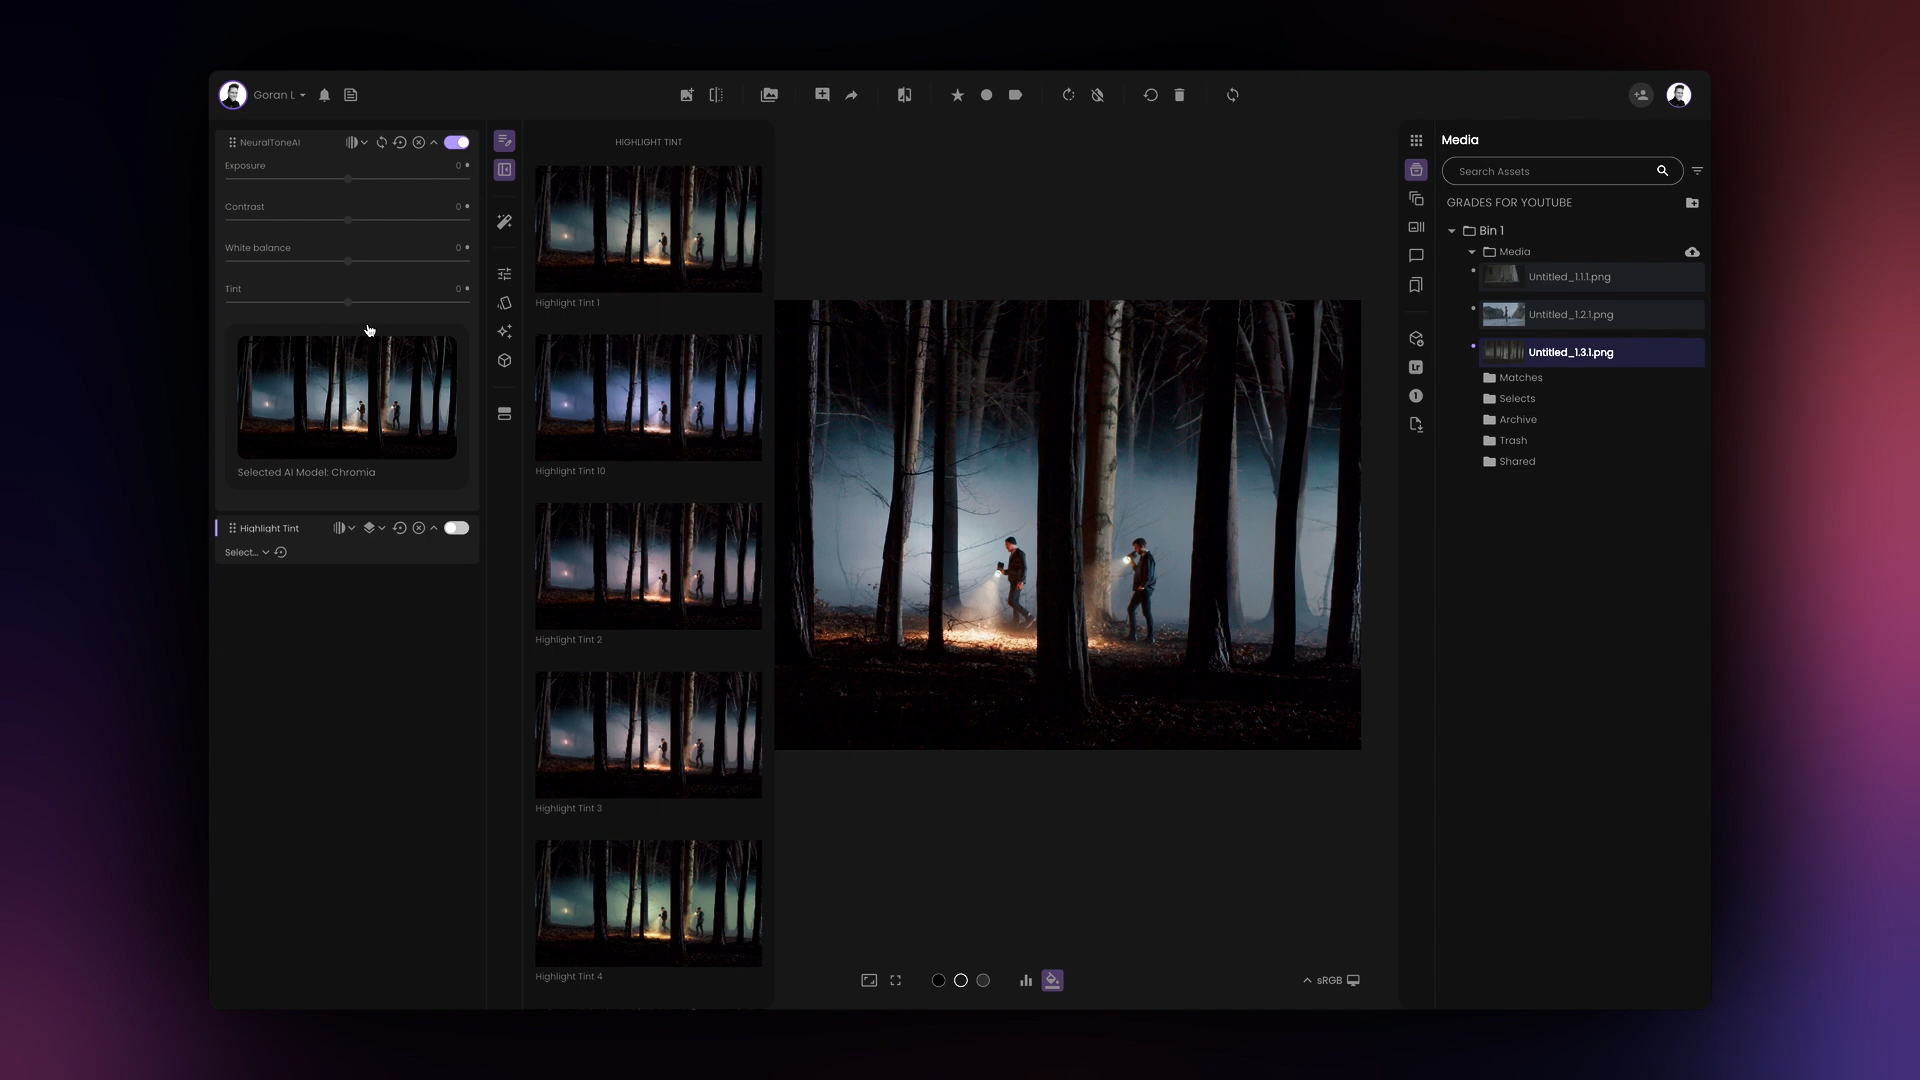 Goran L
NeuralToneAI
Exposure 0
Contrast 0
White balance 0
Tint 0
Selected AI Model: Chromia
Highlight Tint
Select...
HIGHLIGHT TINT
Highlight Tint 1
Highlight Tint 10
Highlight Tint 2
Highlight Tint 3
Highlight Tint 4
sRGB
Lr
1
Media
Search Assets
GRADES FOR YOUTUBE
Bin 1
Media
Untitled_1.1.1.png
Untitled_1.2.1.png
Untitled_1.3.1.png
Matches
Selects
Archive
Trash
Shared